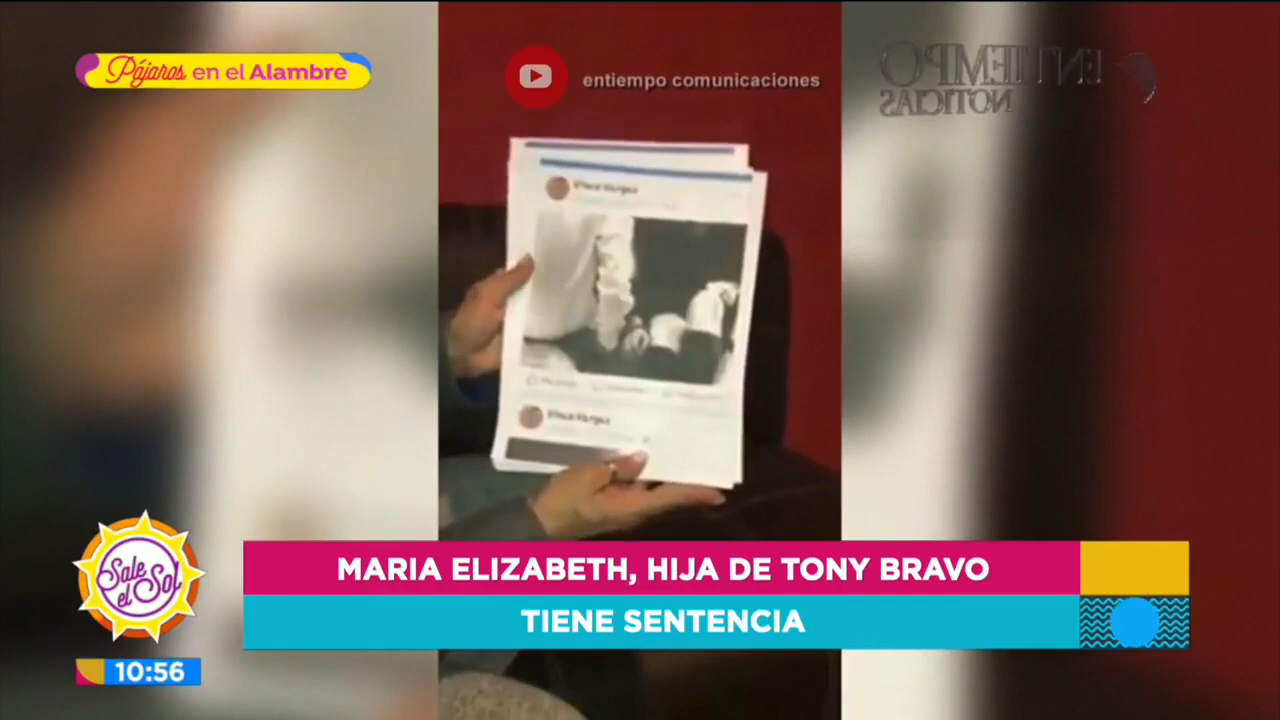 Pájaros en el Alambre
entiempo comunicaciones
ENTIEMPO
NOTICIAS
MARIA ELIZABETH, HIJA DE TONY BRAVO
TIENE SENTENCIA
Sale
el Sol
10:56